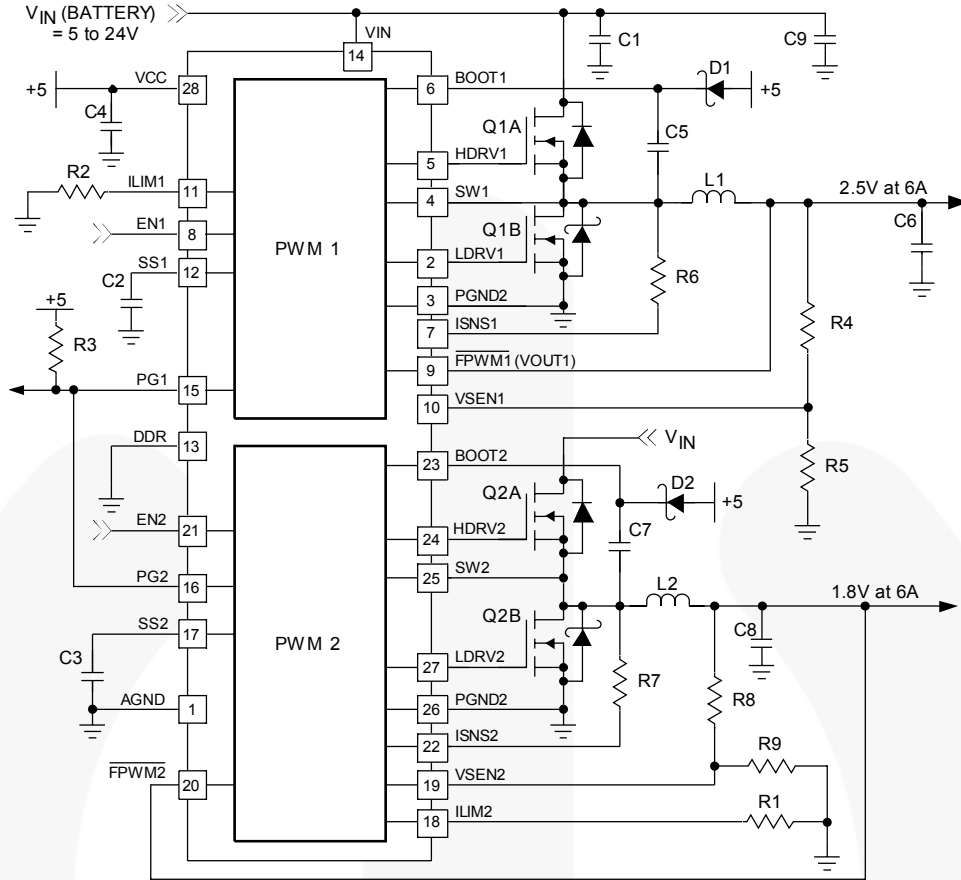 VIN (BATTERY)
= 5 to 24V
VIN
14
C1
C9
VCC
28
+5
C4
6
BOOT1
D1
+5
Q1A
C5
5
HDRV1
R2
ILIM1
11
4
SW1
L1
2.5V at 6A
C6
EN1
8
PWM 1
Q1B
SS1
12
C2
2
LDRV1
R6
3
PGND2
+5
R3
7
ISNS1
R4
9
FPWM1 (VOUT1)
PG1
15
10
VSEN1
DDR
13
VIN
R5
23
BOOT2
D2
+5
Q2A
C7
EN2
21
24
HDRV2
PG2
16
25
SW2
L2
1.8V at 6A
SS2
17
Q2B
C8
C3
PWM 2
27
LDRV2
R7
R8
AGND
1
26
PGND2
22
ISNS2
R9
FPWM2
20
19
VSEN2
R1
18
ILIM2